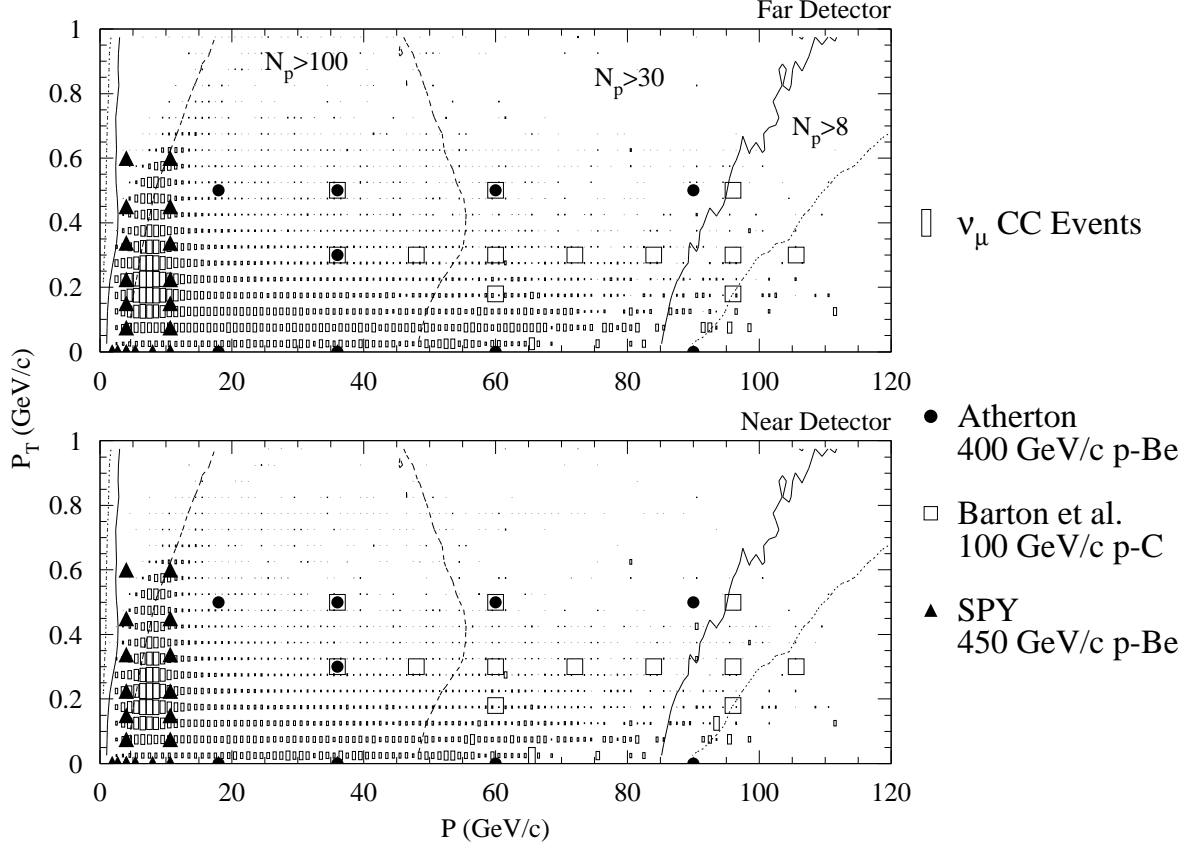 Far Detector
1
0.8
0.6
0.4
0.2
0
N_p>100
N_p>30
N_p>8
0 20 40 60 80 100 120
ν_μ CC Events
P_T (GeV/c)
Near Detector
1
0.8
0.6
0.4
0.2
0
0 20 40 60 80 100 120
P (GeV/c)
Atherton
400 GeV/c p-Be
Barton et al.
100 GeV/c p-C
SPY
450 GeV/c p-Be